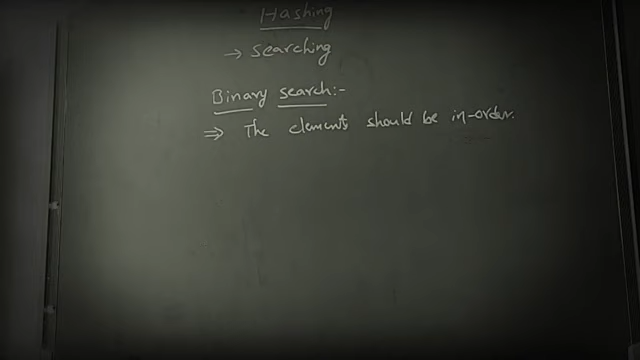 Hashing
→ Searching
Binary search:-
⇒ The elements should be in-order.